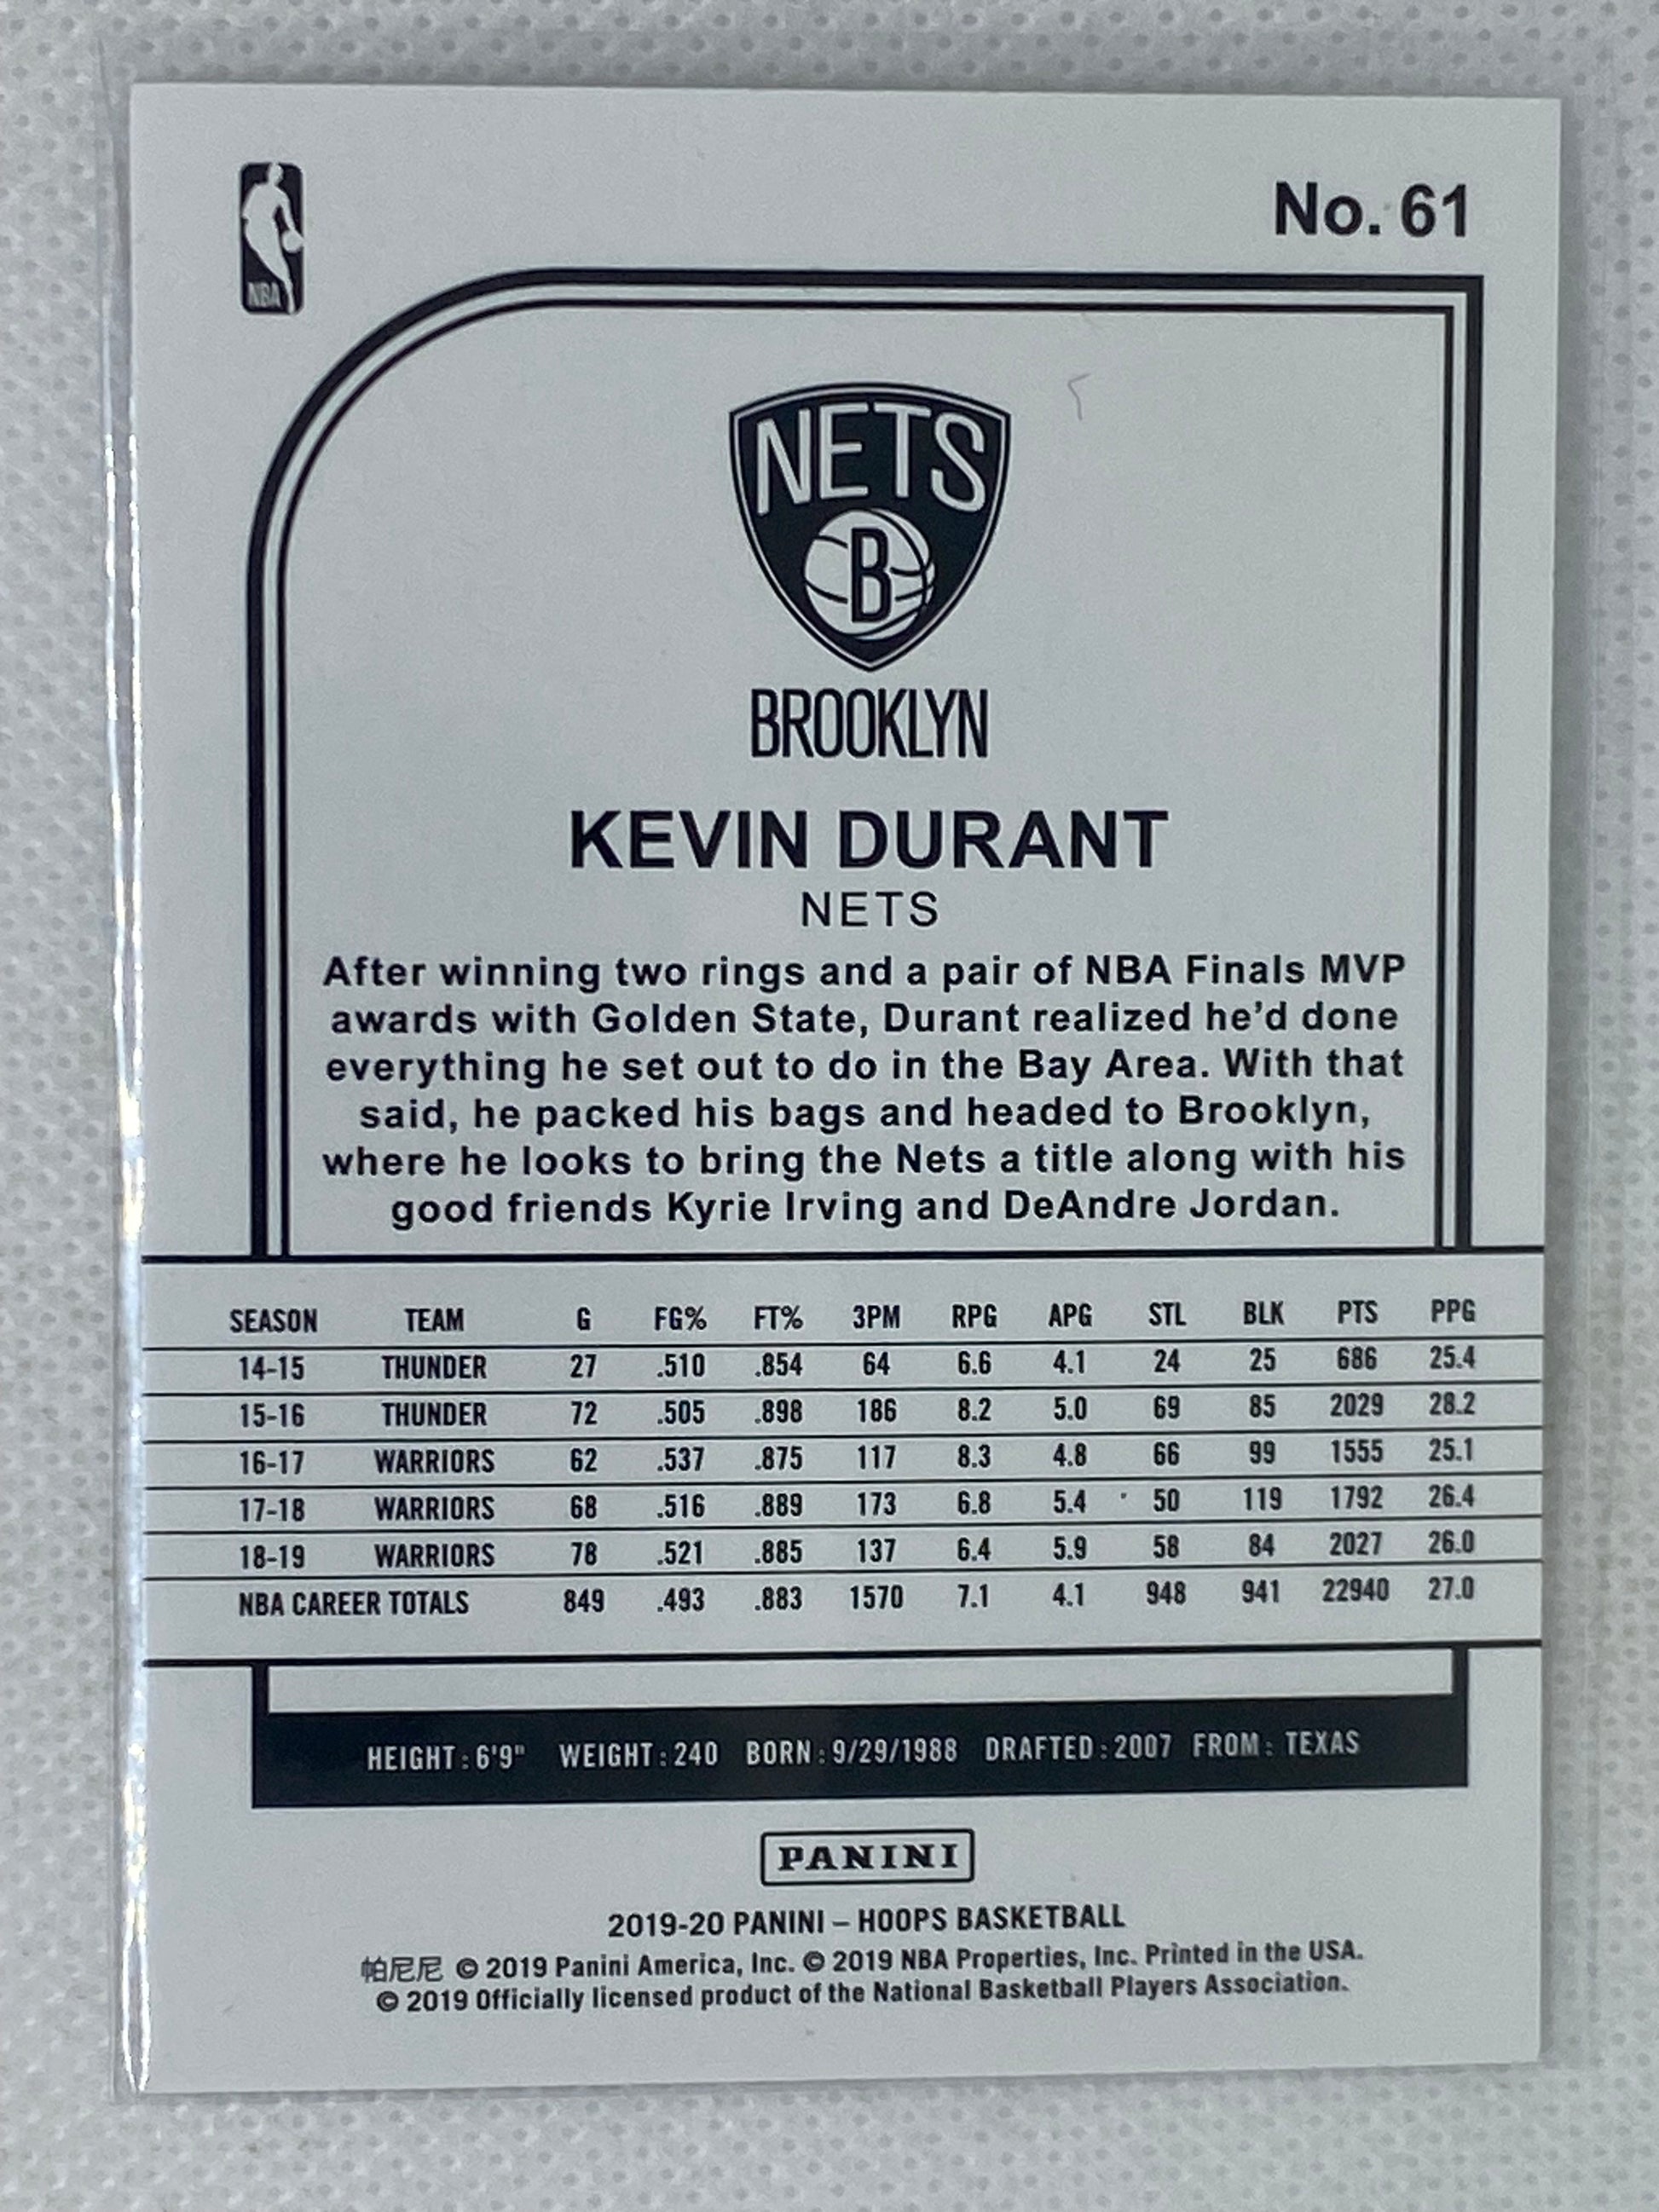 NBA
No. 61
NETS
B
BROOKLYN
KEVIN DURANT
NETS
After winning two rings and a pair of NBA Finals MVP
awards with Golden State, Durant realized he'd done
everything he set out to do in the Bay Area. With that
said, he packed his bags and headed to Brooklyn,
where he looks to bring the Nets a title along with his
good friends Kyrie Irving and DeAndre Jordan.
SEASON TEAM G FG% FT% 3PM RPG APG STL BLK PTS PPG
14-15 THUNDER 27 .510 .854 64 6.6 4.1 24 25 686 25.4
15-16 THUNDER 72 .505 .898 186 8.2 5.0 69 85 2029 28.2
16-17 WARRIORS 62 .537 .875 117 8.3 4.8 66 99 1555 25.1
17-18 WARRIORS 68 .516 .889 173 6.8 5.4 50 119 1792 26.4
18-19 WARRIORS 78 .521 .885 137 6.4 5.9 58 84 2027 26.0
NBA CAREER TOTALS 849 .493 .883 1570 7.1 4.1 948 941 22940 27.0
HEIGHT: 6'9" WEIGHT: 240 BORN: 9/29/1988 DRAFTED: 2007 FROM: TEXAS
PANINI
2019-20 PANINI – HOOPS BASKETBALL
帕尼尼 © 2019 Panini America, Inc. © 2019 NBA Properties, Inc. Printed in the USA.
© 2019 Officially licensed product of the National Basketball Players Association.